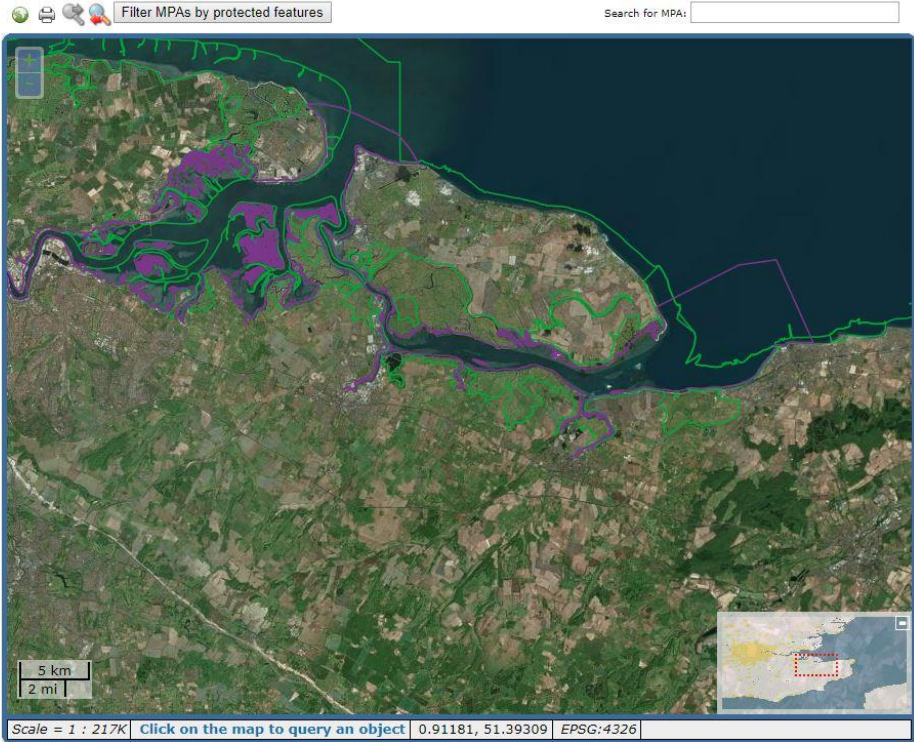 Filter MPAs by protected features
Search for MPA:
+
-
5 km
2 mi
Scale = 1 : 217K
Click on the map to query an object
0.91181, 51.39309
EPSG:4326